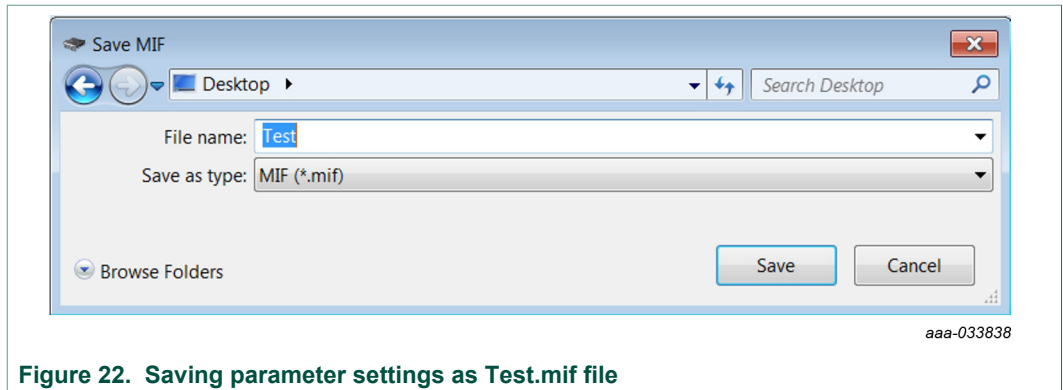 Save MIF
Desktop
Search Desktop
File name: Test
Save as type: MIF (*.mif)
Browse Folders
Save Cancel
aaa-033838
Figure 22. Saving parameter settings as Test.mif file